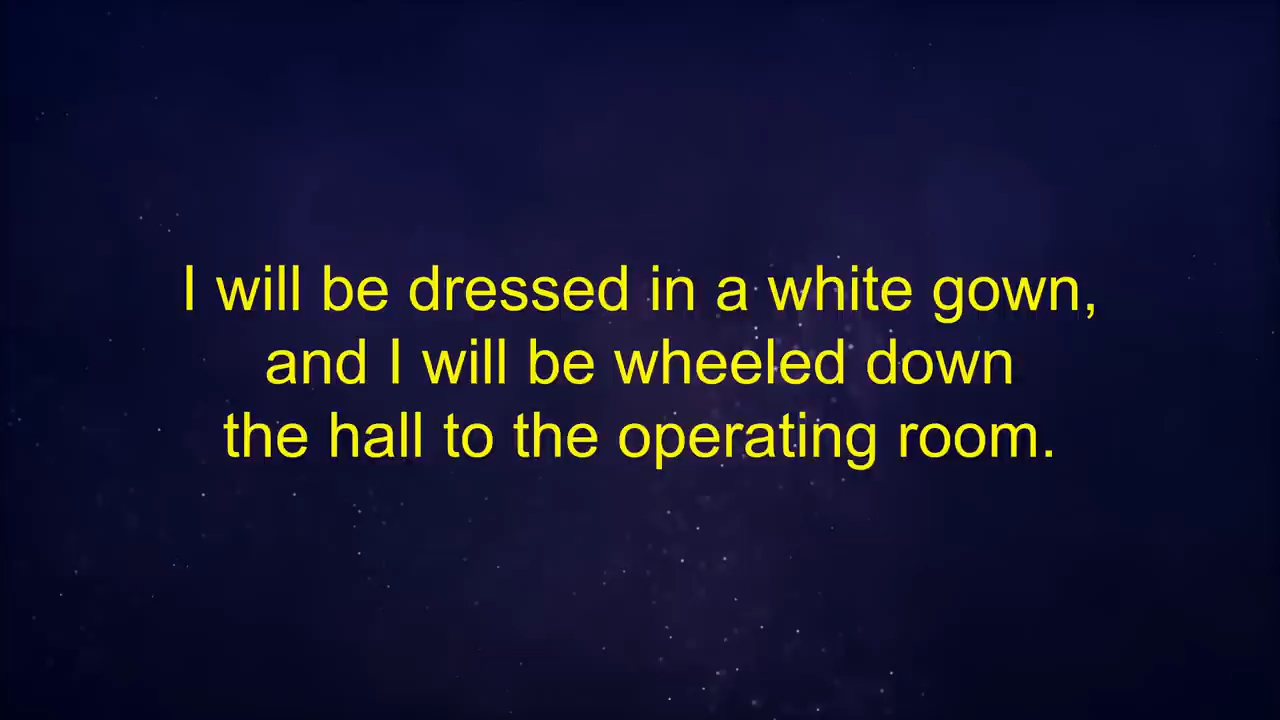 I will be dressed in a white gown,
and I will be wheeled down
the hall to the operating room.